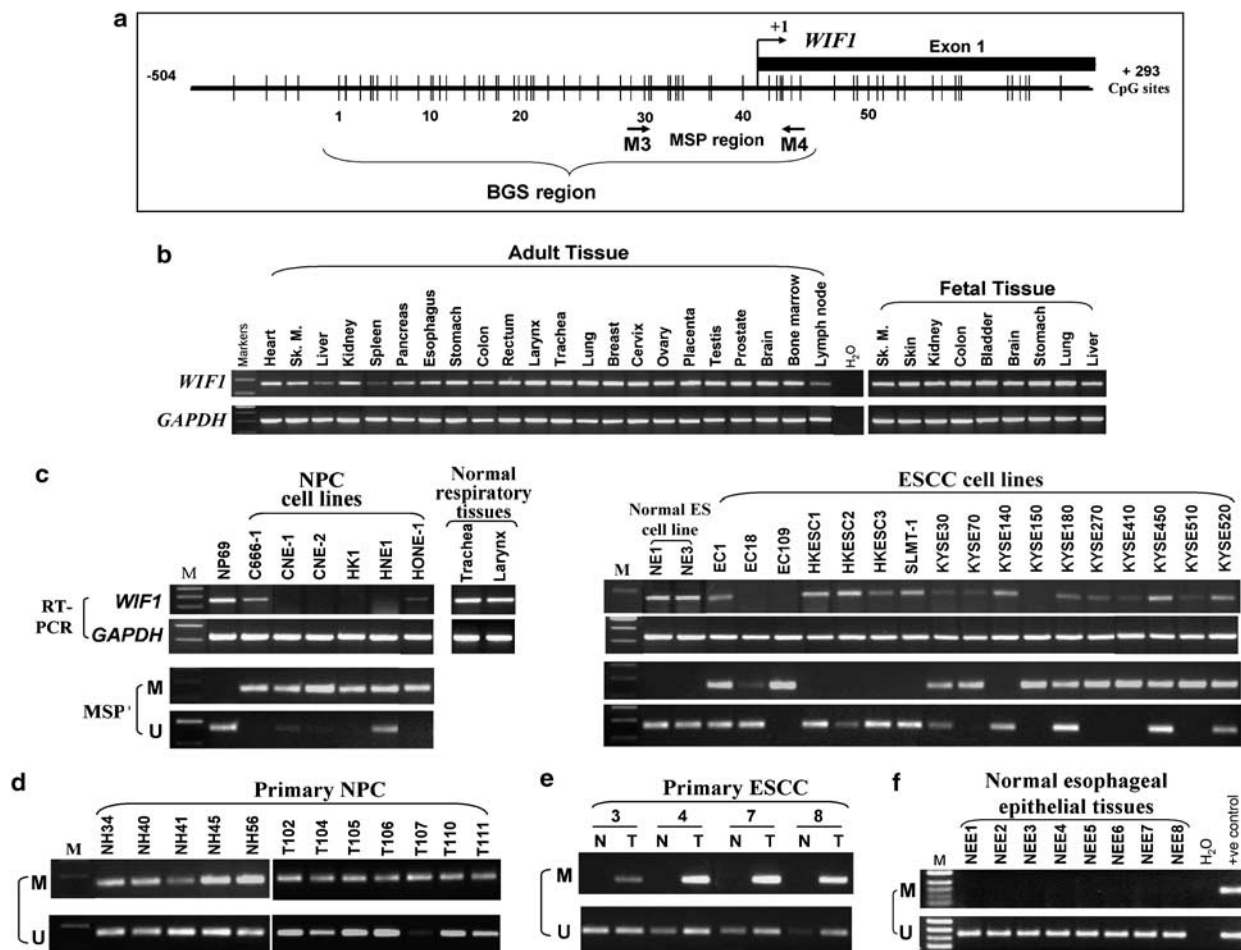 a
+1
WIF1
Exon 1
-504
+ 293
CpG sites
1
10
20
30
40
50
M3
MSP region
M4
BGS region
b
Adult Tissue
Fetal Tissue
Markers
Heart
Sk. M.
Liver
Kidney
Spleen
Pancreas
Esophagus
Stomach
Colon
Rectum
Larynx
Trachea
Lung
Breast
Cervix
Ovary
Placenta
Testis
Prostate
Brain
Bone marrow
Lymph node
H₂O
Sk. M.
Skin
Kidney
Colon
Bladder
Brain
Stomach
Lung
Liver
WIF1
GAPDH
c
NPC
cell lines
Normal
respiratory
tissues
M
NP69
C666-1
CNE-1
CNE-2
HK1
HNE1
HONE-1
Trachea
Larynx
RT-
PCR
WIF1
GAPDH
MSP
M
U
ESCC cell lines
Normal ES
cell line
M
NE1
NE3
EC1
EC18
EC109
HKESC1
HKESC2
HKESC3
SLMT-1
KYSE30
KYSE70
KYSE140
KYSE150
KYSE180
KYSE270
KYSE410
KYSE450
KYSE510
KYSE520
d
Primary NPC
M
NH34
NH40
NH41
NH45
NH56
T102
T104
T105
T106
T107
T110
T111
M
U
e
Primary ESCC
3
4
7
8
N T N T N T N T
M
U
f
Normal esophageal
epithelial tissues
M
NEE1
NEE2
NEE3
NEE4
NEE5
NEE6
NEE7
NEE8
H₂O
+ve control
M
U